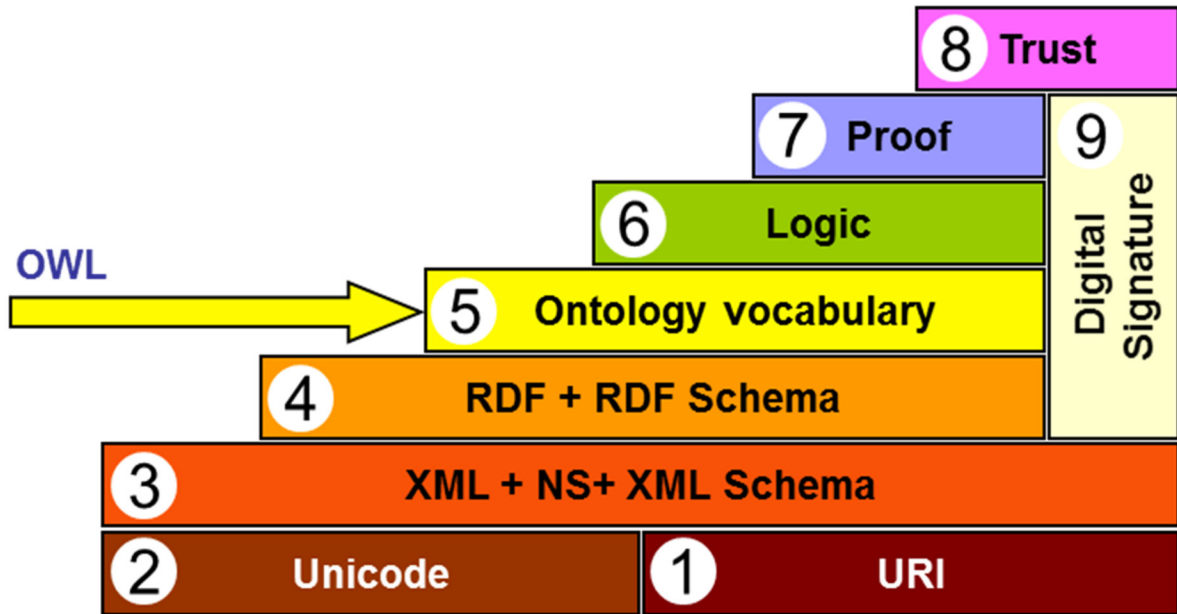 8 Trust
7 Proof
9 Digital
Signature
6 Logic
OWL
5 Ontology vocabulary
4 RDF + RDF Schema
3 XML + NS+ XML Schema
2 Unicode
1 URI